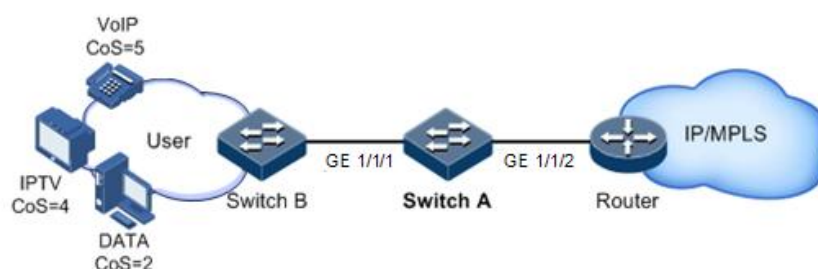 VoIP
CoS=5
User
IPTV
CoS=4
DATA
CoS=2
Switch B
GE 1/1/1
Switch A
GE 1/1/2
Router
IP/MPLS